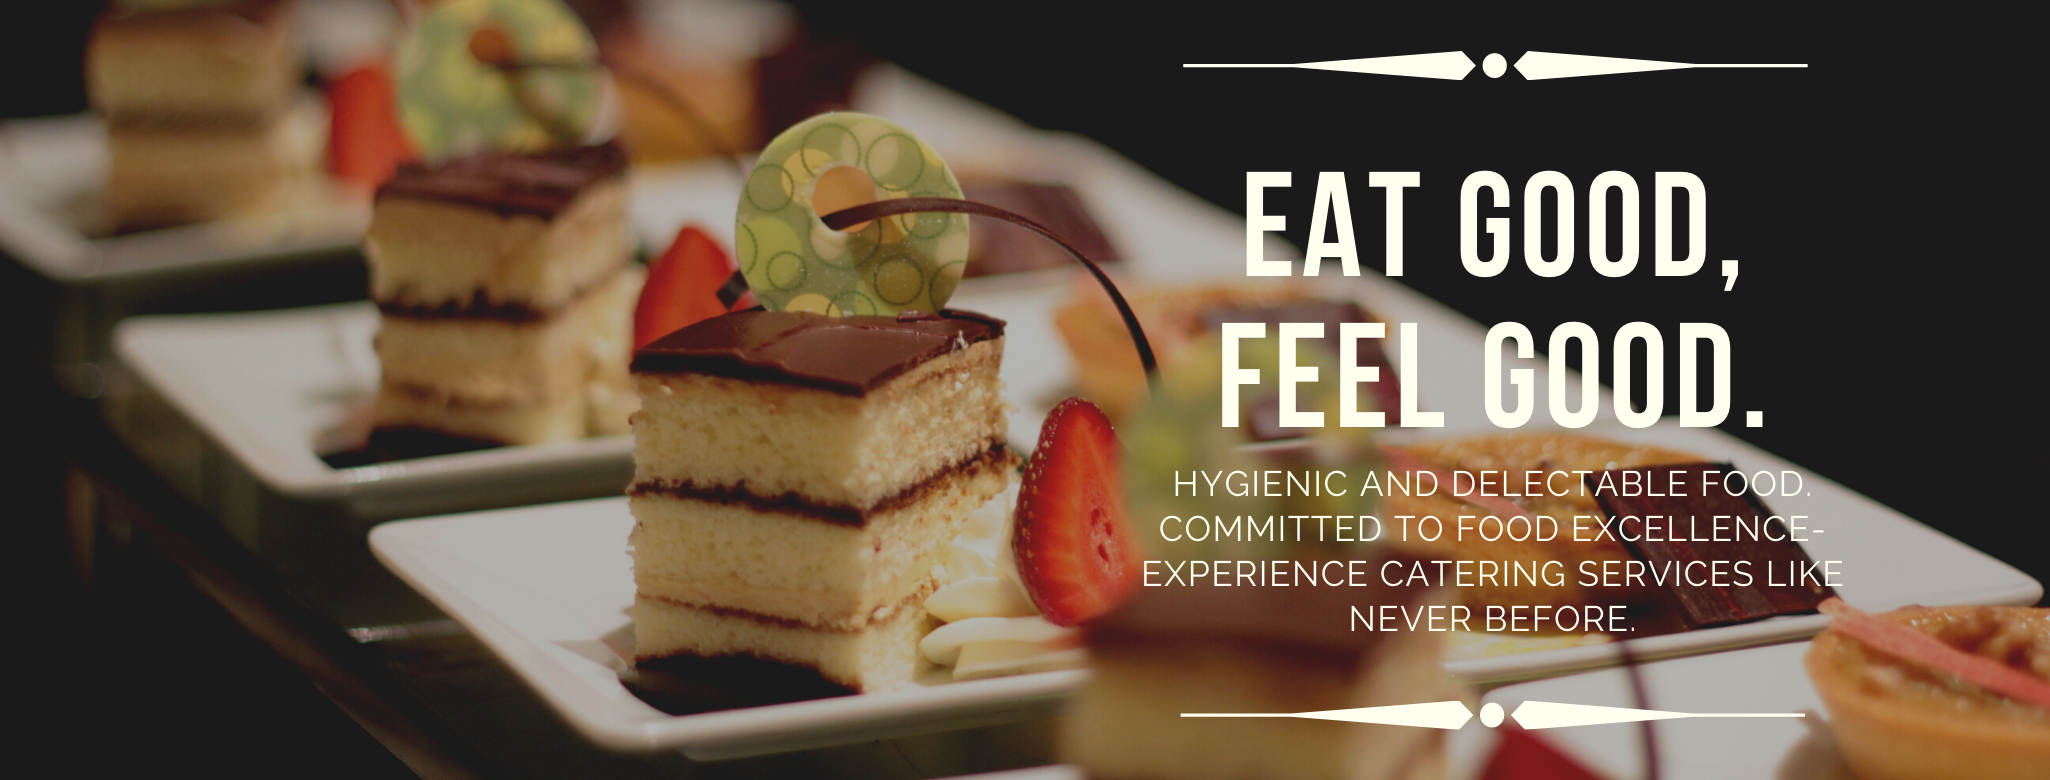 EAT GOOD,
FEEL GOOD.
HYGIENIC AND DELECTABLE FOOD.
COMMITTED TO FOOD EXCELLENCE-
EXPERIENCE CATERING SERVICES LIKE
NEVER BEFORE.